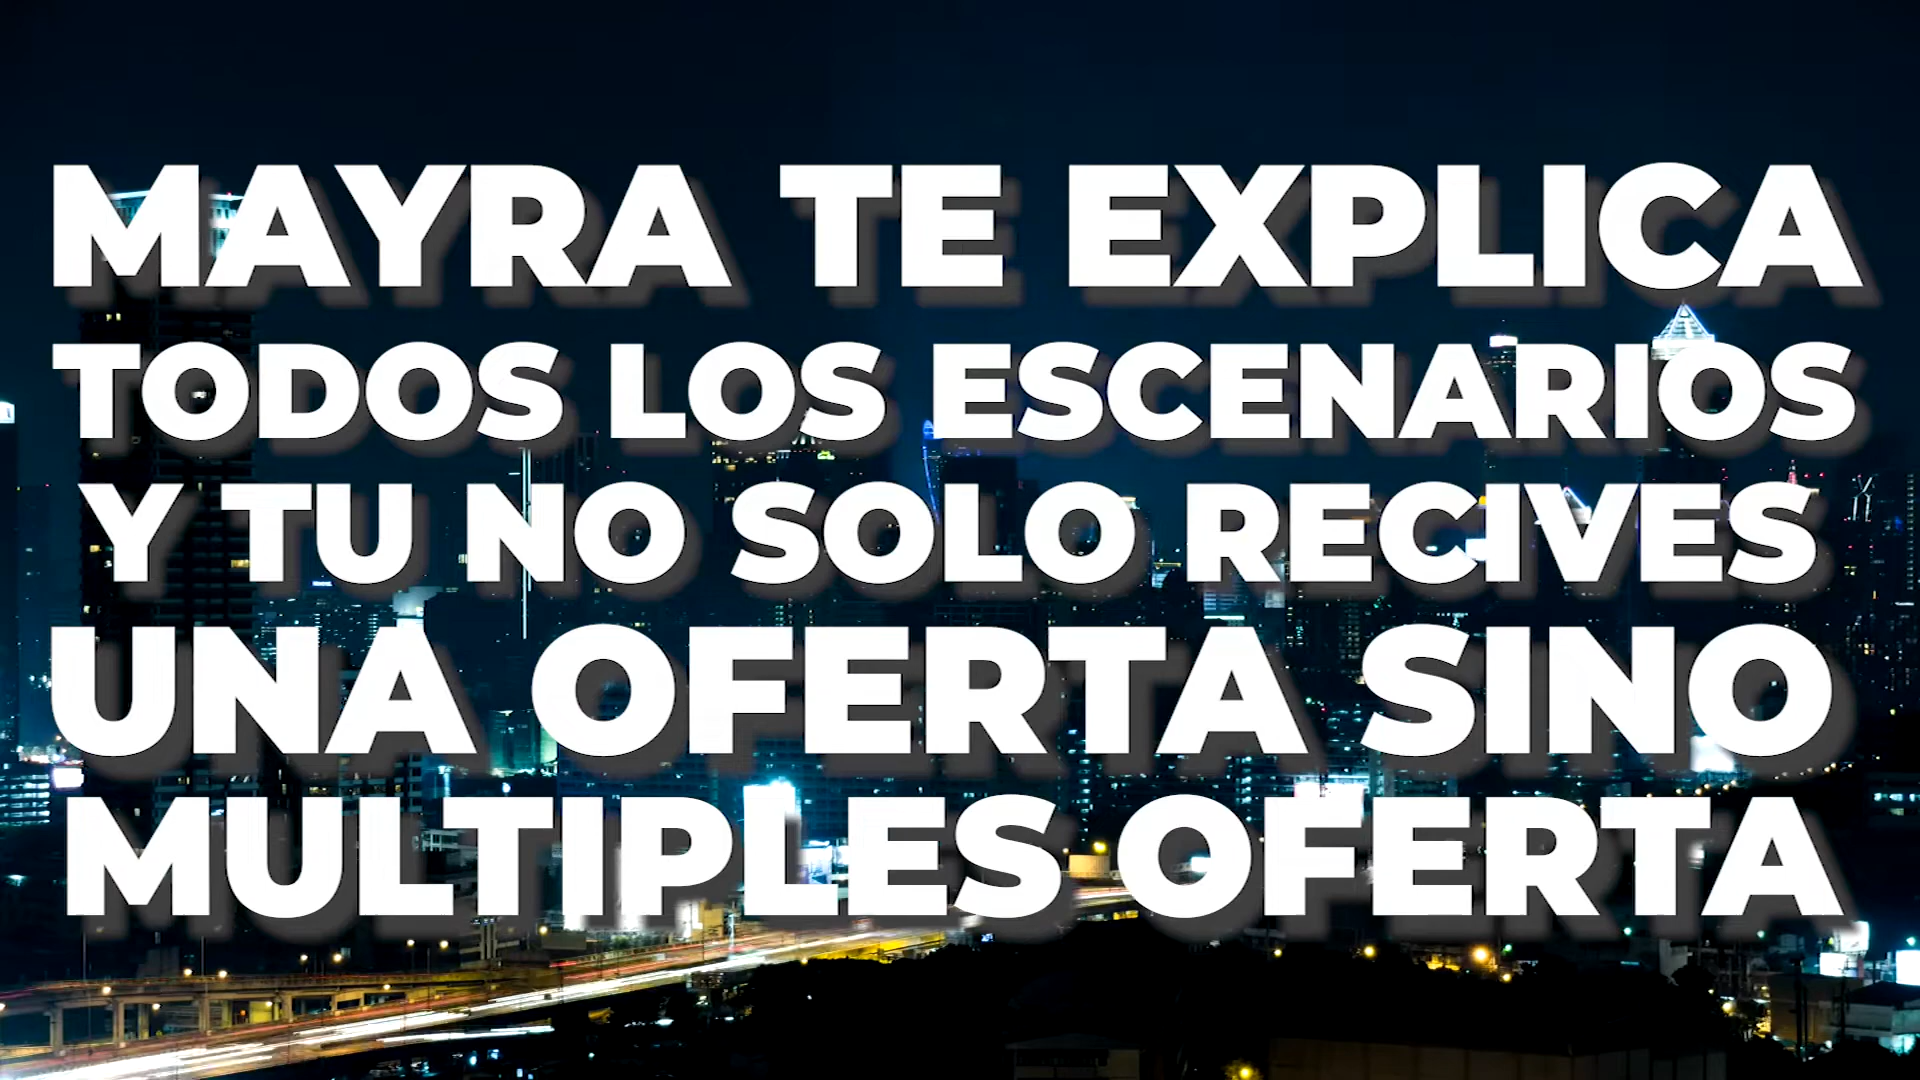 MAYRA TE EXPLICA
TODOS LOS ESCENARIOS
Y TU NO SOLO RECIVES
UNA OFERTA SINO
MULTIPLES OFERTA